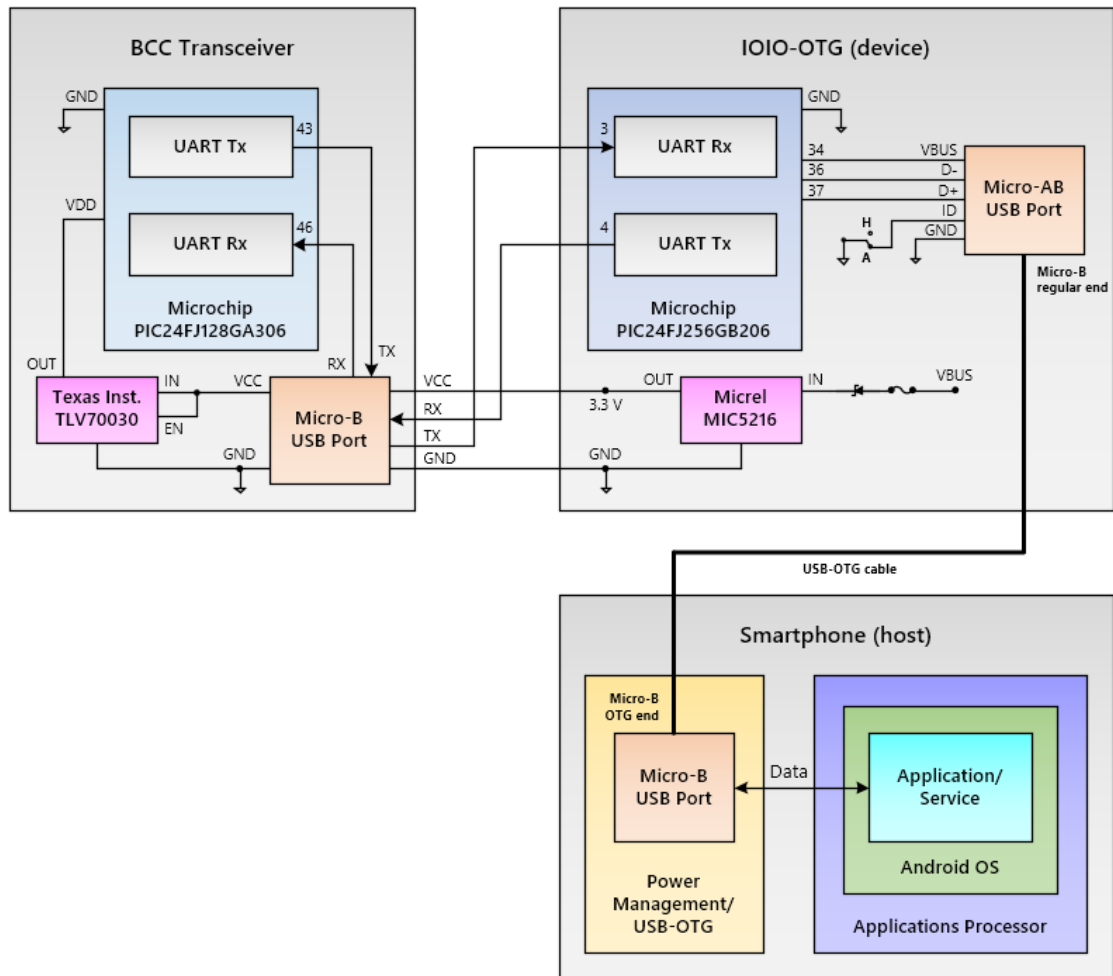 BCC Transceiver
GND
UART Tx
43
VDD
UART Rx
46
Microchip
PIC24FJ128GA306
OUT
RX
TX
Texas Inst.
TLV70030
IN
EN
VCC
GND
Micro-B
USB Port
VCC
RX
TX
GND
IOIO-OTG (device)
GND
3
UART Rx
4
UART Tx
Microchip
PIC24FJ256GB206
34
36
37
VBUS
D-
D+
ID
GND
H
A
Micro-AB
USB Port
Micro-B
regular end
3.3 V
OUT
Micrel
MIC5216
IN
VBUS
GND
USB-OTG cable
Smartphone (host)
Micro-B
OTG end
Micro-B
USB Port
Data
Power
Management/
USB-OTG
Application/
Service
Android OS
Applications Processor